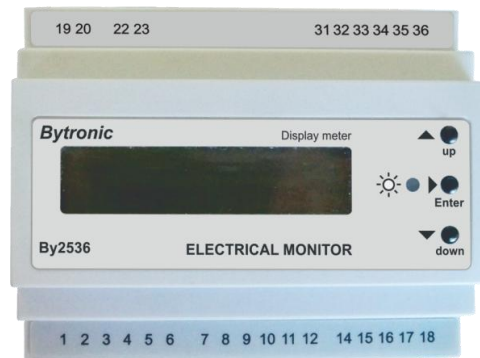 19 20 22 23 31 32 33 34 35 36
Bytronic Display meter
up
Enter
By2536 ELECTRICAL MONITOR
down
1 2 3 4 5 6 7 8 9 10 11 12 14 15 16 17 18